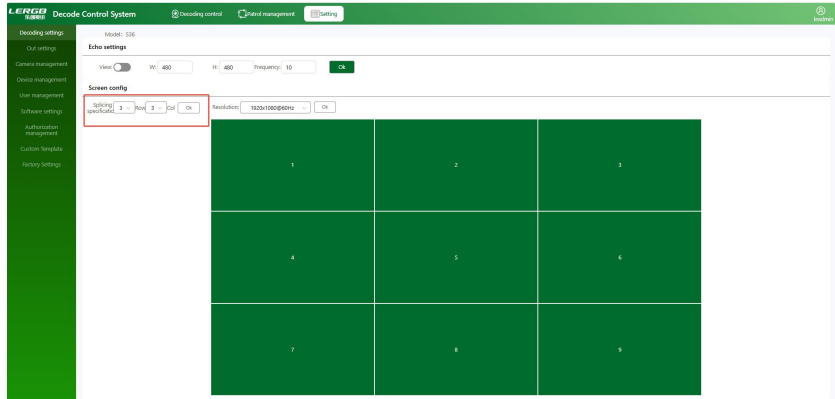 LERGB Decode Control System Decoding control Patrol management Setting
leadmin
Decoding settings
Out settings
Camera management
Device management
User management
Software settings
Authorization
management
Custom Template
Factory Settings
Model: S36
Echo settings
View: W: 480 H: 480 Frequency: 10 Ok
Screen config
Splicing
specificatio 3 Row 3 Col Ok Resolution: 1920x1080@60Hz Ok
1 2 3
4 5 6
7 8 9